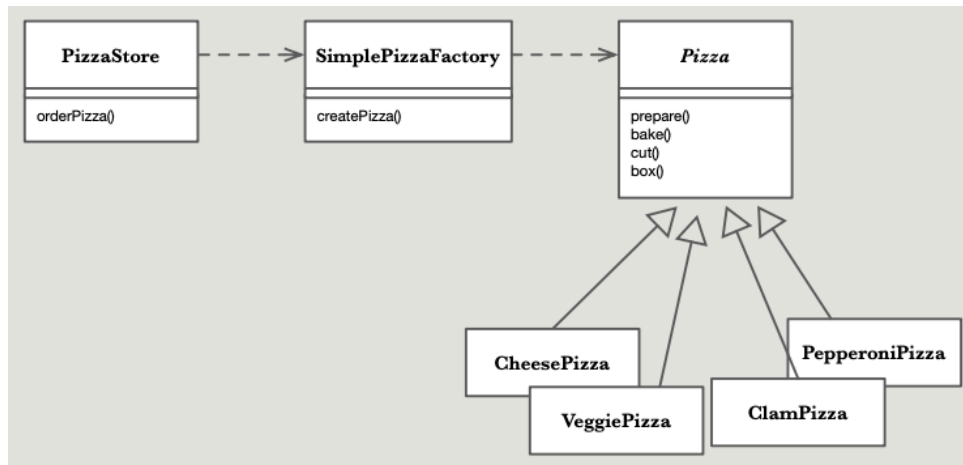 PizzaStore
orderPizza()
SimplePizzaFactory
createPizza()
Pizza
prepare()
bake()
cut()
box()
CheesePizza
VeggiePizza
PepperoniPizza
ClamPizza